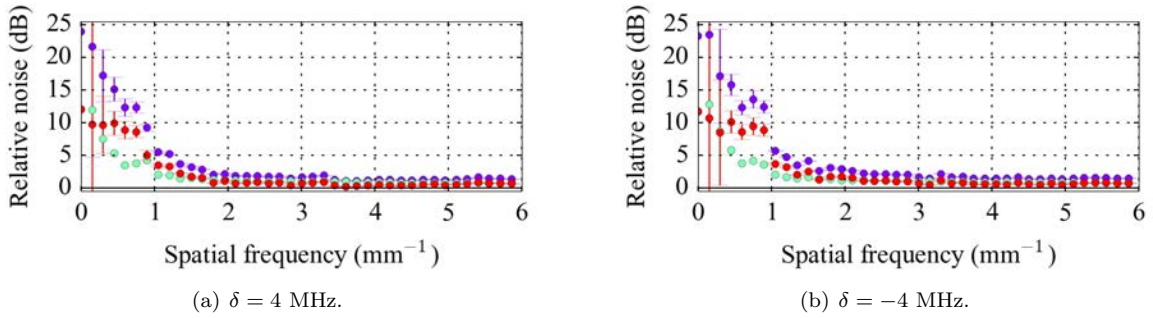 25
20
15
10
5
0
Relative noise (dB)
0 1 2 3 4 5 6
Spatial frequency (mm⁻¹)
(a) δ = 4 MHz.
25
20
15
10
5
0
Relative noise (dB)
0 1 2 3 4 5 6
Spatial frequency (mm⁻¹)
(b) δ = −4 MHz.